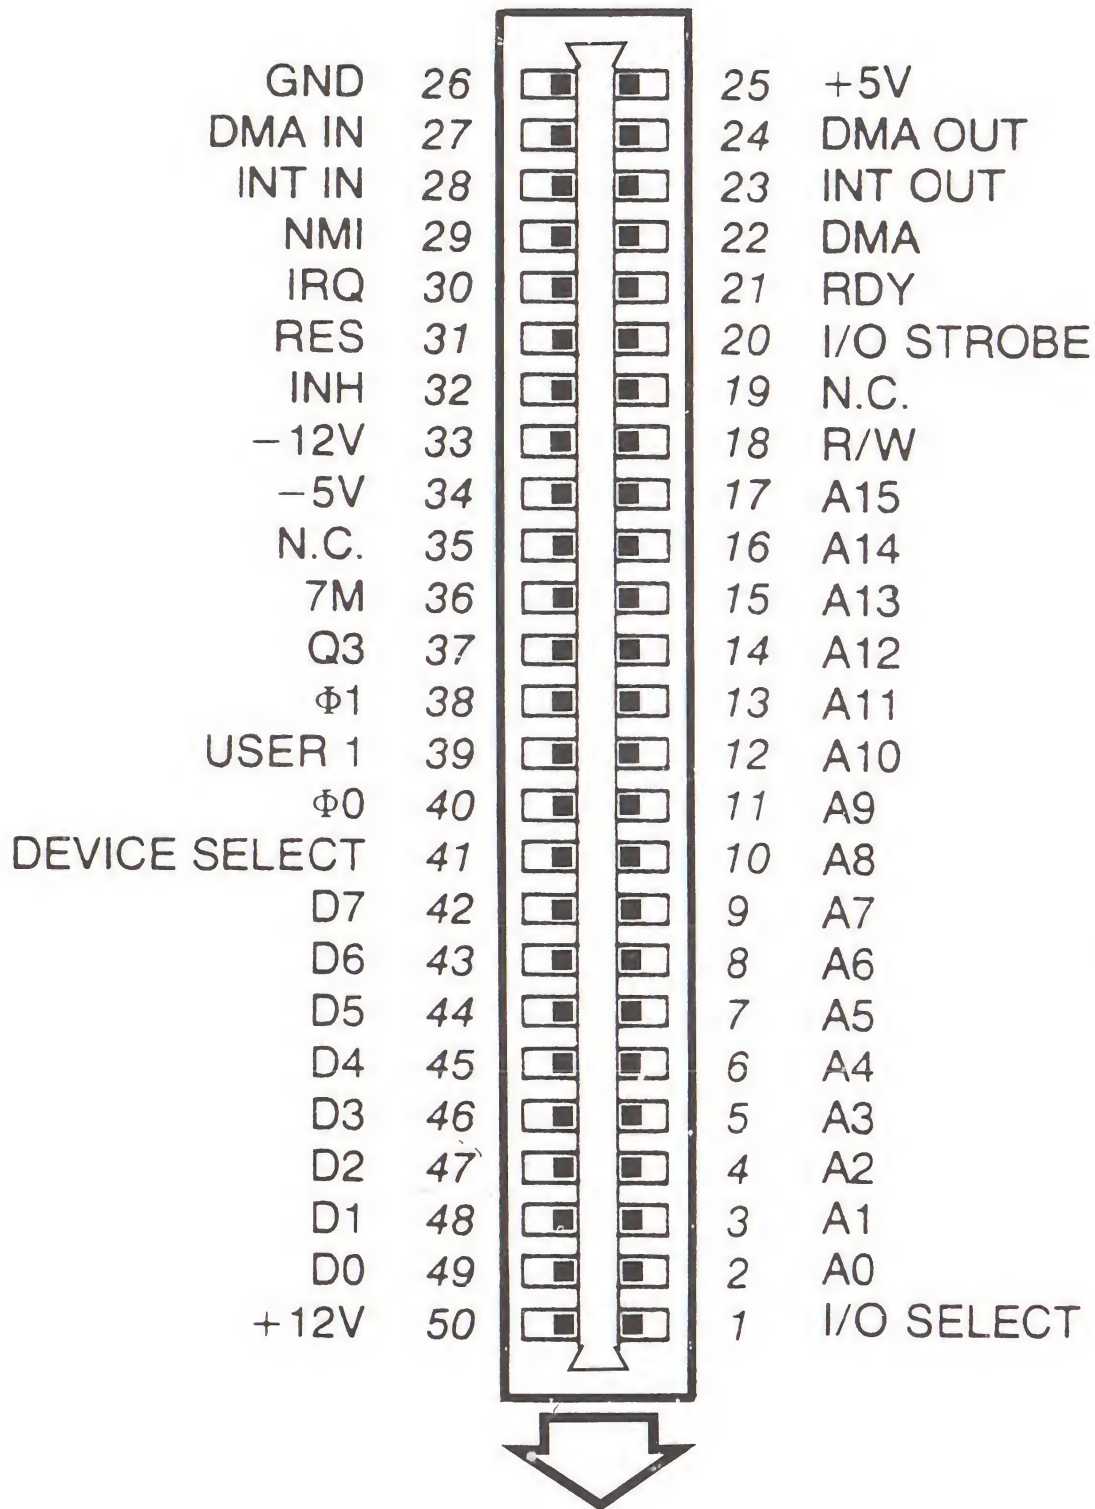 GND 26 25 +5V
DMA IN 27 24 DMA OUT
INT IN 28 23 INT OUT
NMI 29 22 DMA
IRQ 30 21 RDY
RES 31 20 I/O STROBE
INH 32 19 N.C.
−12V 33 18 R/W
−5V 34 17 A15
N.C. 35 16 A14
7M 36 15 A13
Q3 37 14 A12
Φ1 38 13 A11
USER 1 39 12 A10
Φ0 40 11 A9
DEVICE SELECT 41 10 A8
D7 42 9 A7
D6 43 8 A6
D5 44 7 A5
D4 45 6 A4
D3 46 5 A3
D2 47 4 A2
D1 48 3 A1
D0 49 2 A0
+12V 50 1 I/O SELECT